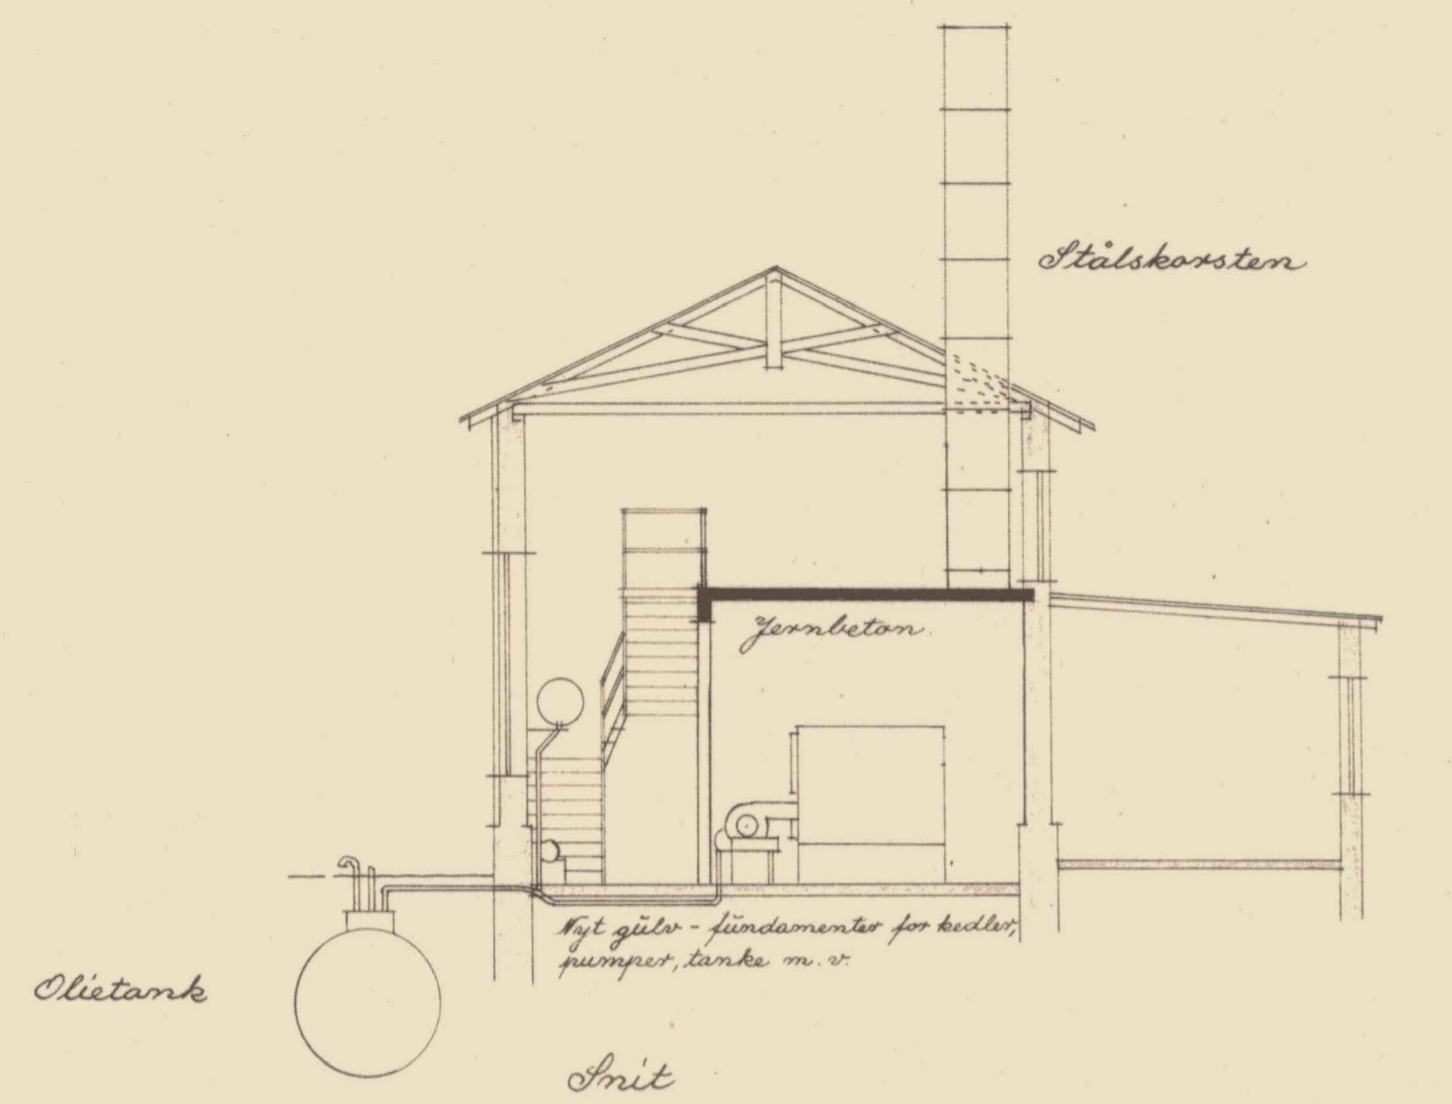 Stålskorsten
Jernbeton.
Nyt gulv - fundamenter for kedler,
pumper, tanke m. v.
Olietank
Snit